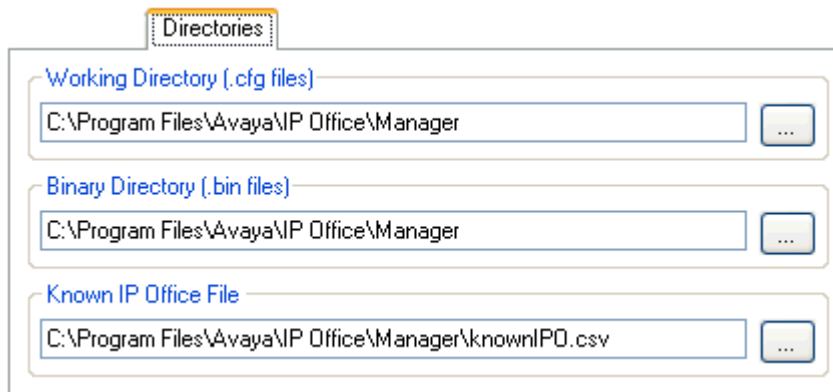 Directories
Working Directory (.cfg files)
C:\Program Files\Avaya\IP Office\Manager
...
Binary Directory (.bin files)
C:\Program Files\Avaya\IP Office\Manager
...
Known IP Office File
C:\Program Files\Avaya\IP Office\Manager\knownIPO.csv
...